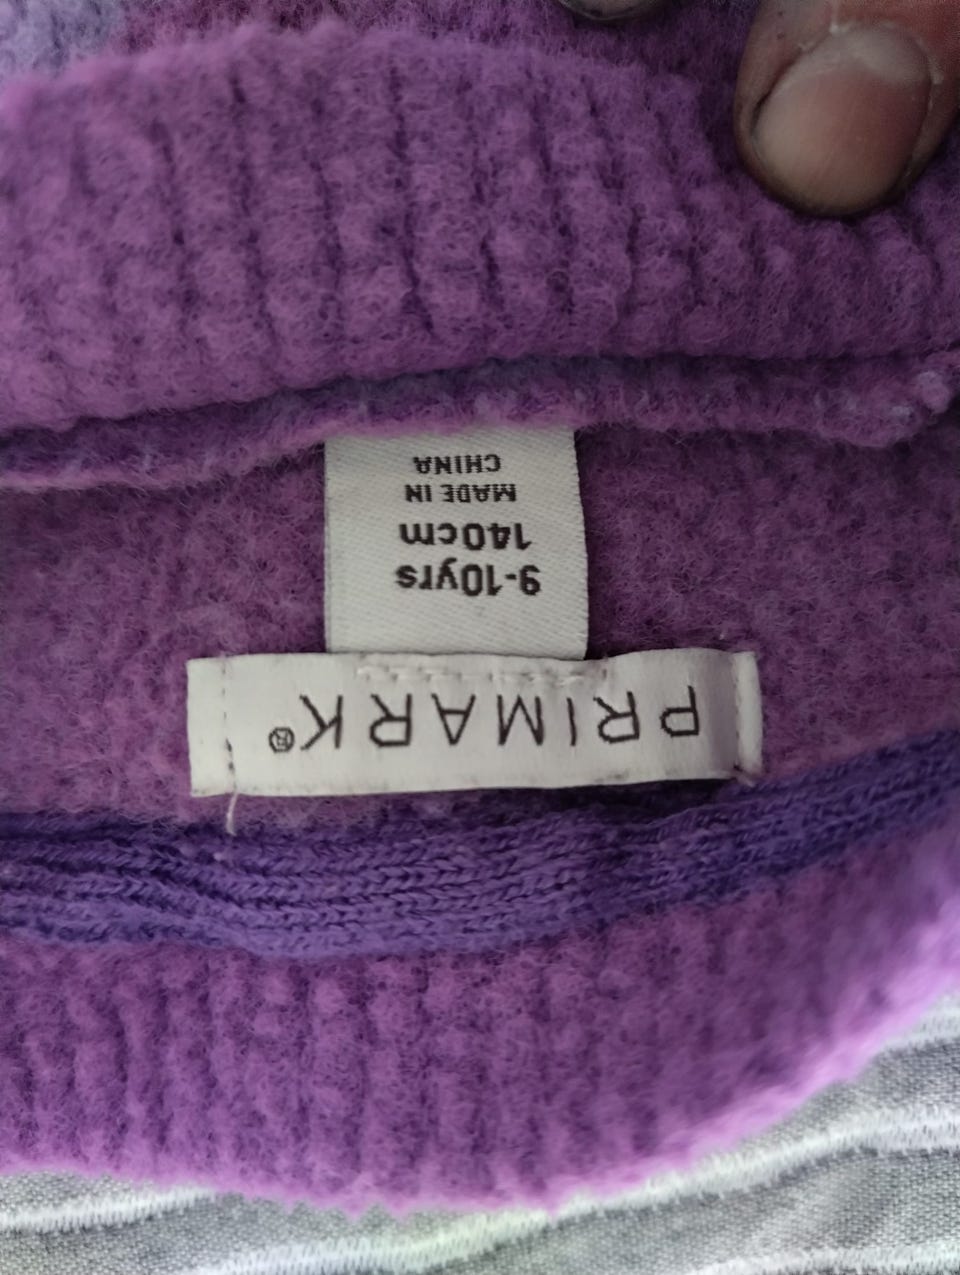 PRIMARK®
9-10yrs
140cm
MADE IN
CHINA